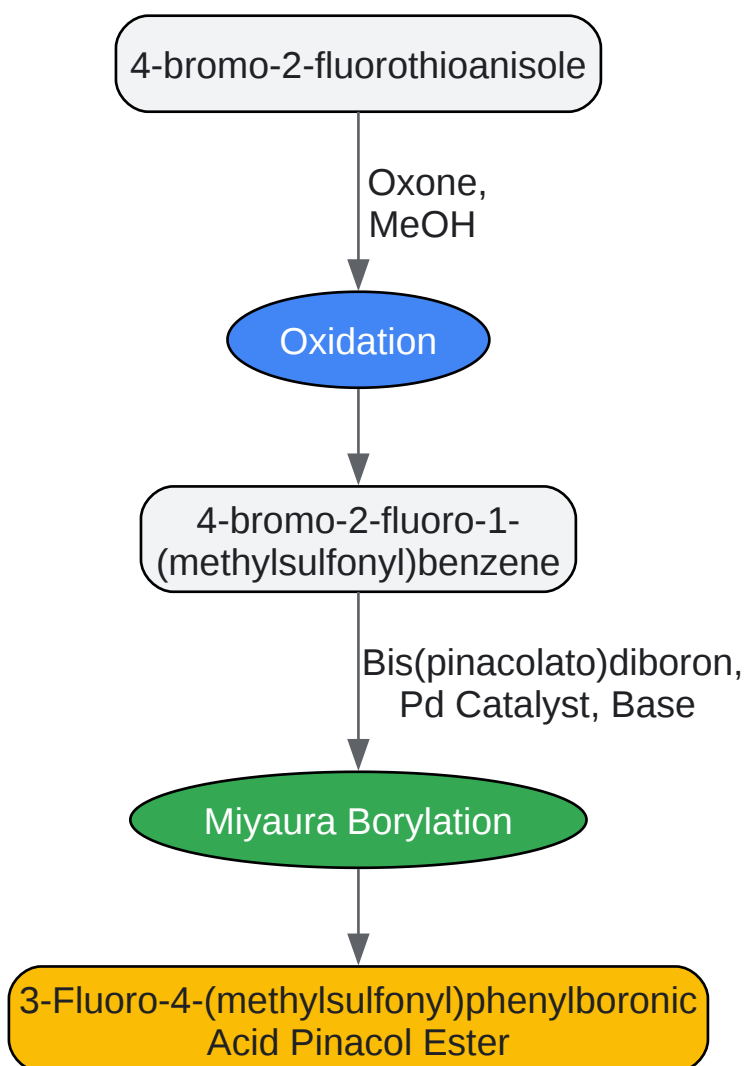 4-bromo-2-fluorothioanisole
Oxone,
MeOH
Oxidation
4-bromo-2-fluoro-1-
(methylsulfonyl)benzene
Bis(pinacolato)diboron,
Pd Catalyst, Base
Miyaura Borylation
3-Fluoro-4-(methylsulfonyl)phenylboronic
Acid Pinacol Ester